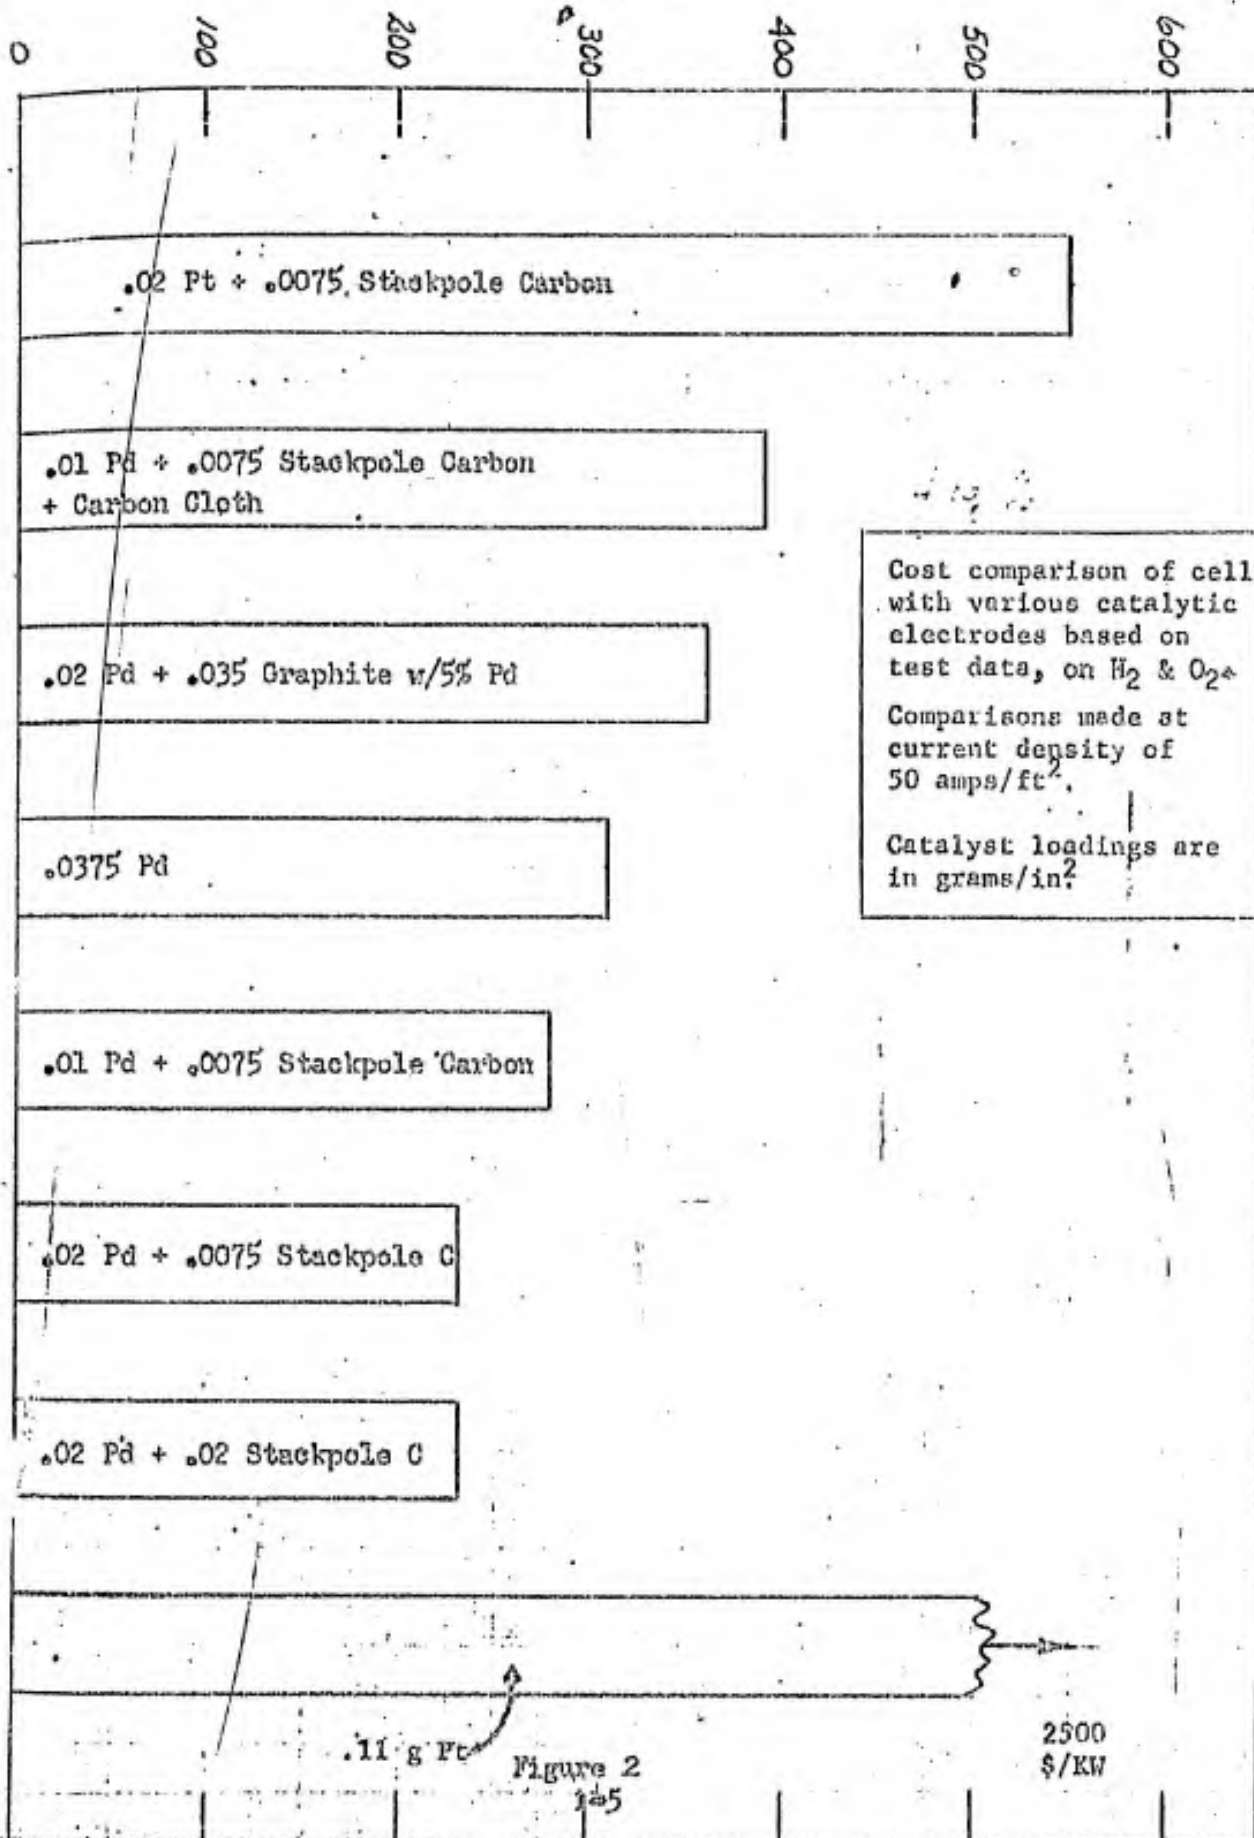 0 100 200 300 400 500 600
.02 Pt + .0075 Stackpole Carbon
.01 Pd + .0075 Stackpole Carbon
+ Carbon Cloth
.02 Pd + .035 Graphite w/5% Pd
Cost comparison of cell
with various catalytic
electrodes based on
test data, on H₂ & O₂.
Comparisons made at
current density of
50 amps/ft².
Catalyst loadings are
in grams/in².
.0375 Pd
.01 Pd + .0075 Stackpole Carbon
.02 Pd + .0075 Stackpole C
.02 Pd + .02 Stackpole C
.11 g Pt
2500
$/KW
Figure 2